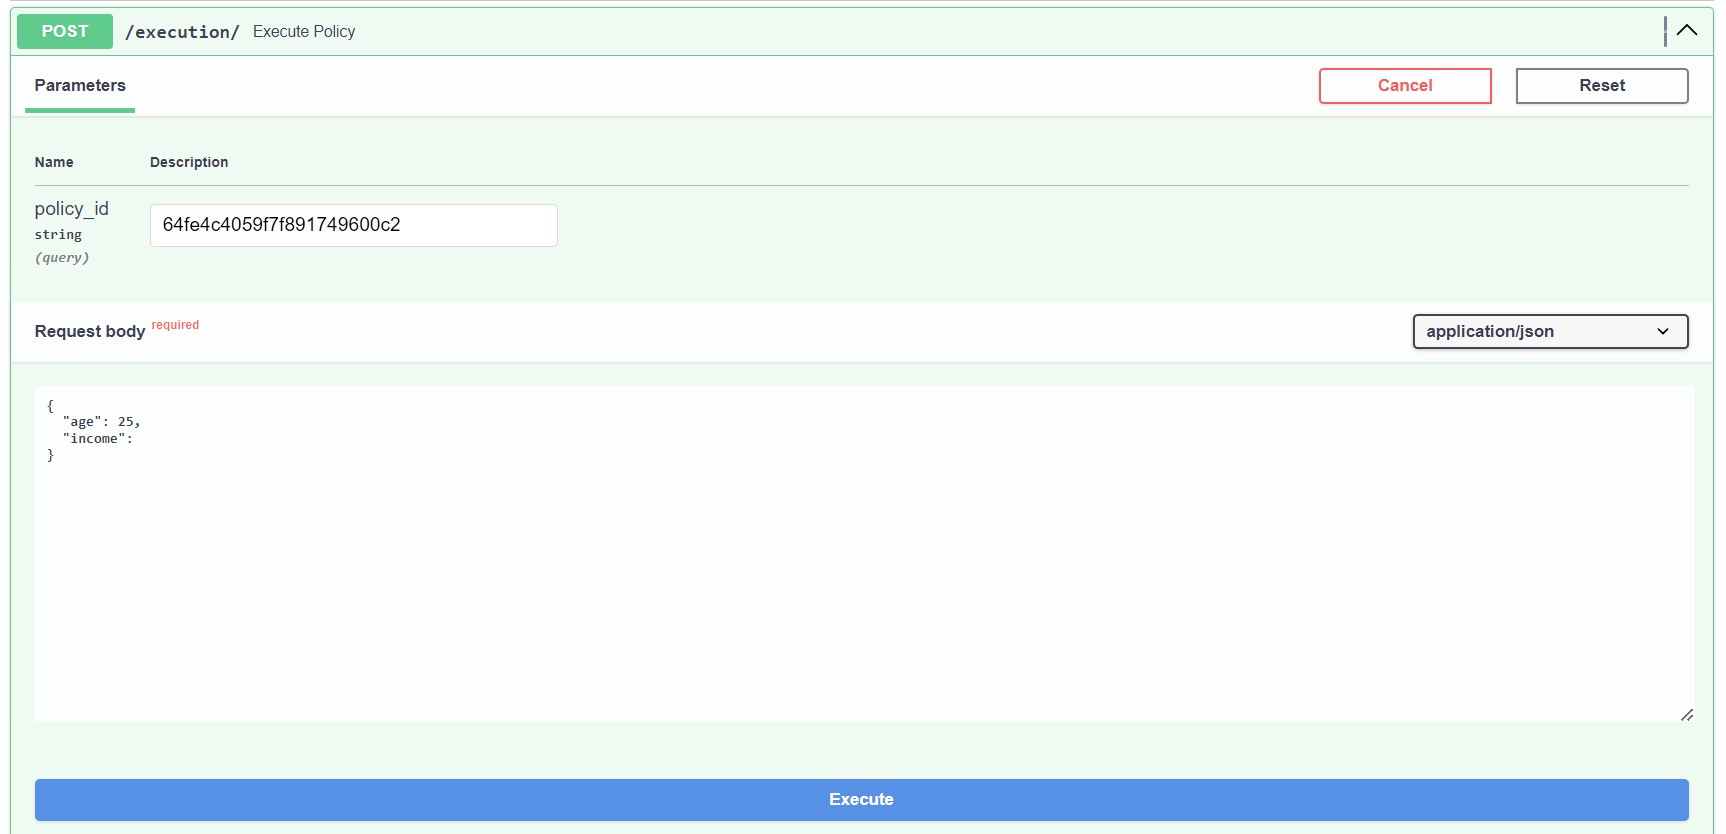 POST /execution/ Execute Policy
Parameters
Cancel
Reset
Name Description
policy_id
string
(query)
64fe4c4059f7f891749600c2
Request body required
application/json
{
  "age": 25,
  "income":
}
Execute